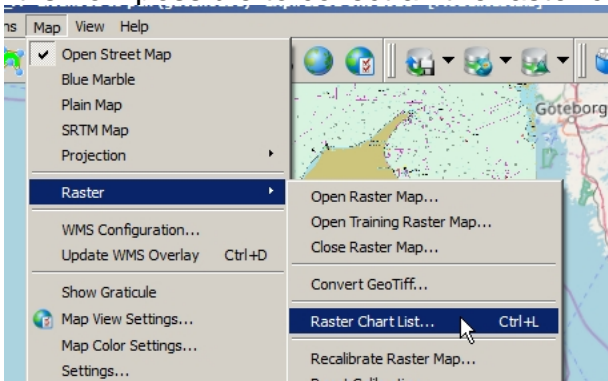 ns Map View Help
Open Street Map
Blue Marble
Plain Map
SRTM Map
Projection
Raster
WMS Configuration...
Update WMS Overlay Ctrl+D
Show Graticule
Map View Settings...
Map Color Settings...
Settings...
Open Raster Map...
Open Training Raster Map...
Close Raster Map...
Convert GeoTiff...
Raster Chart List... Ctrl+L
Recalibrate Raster Map...
Göteborg